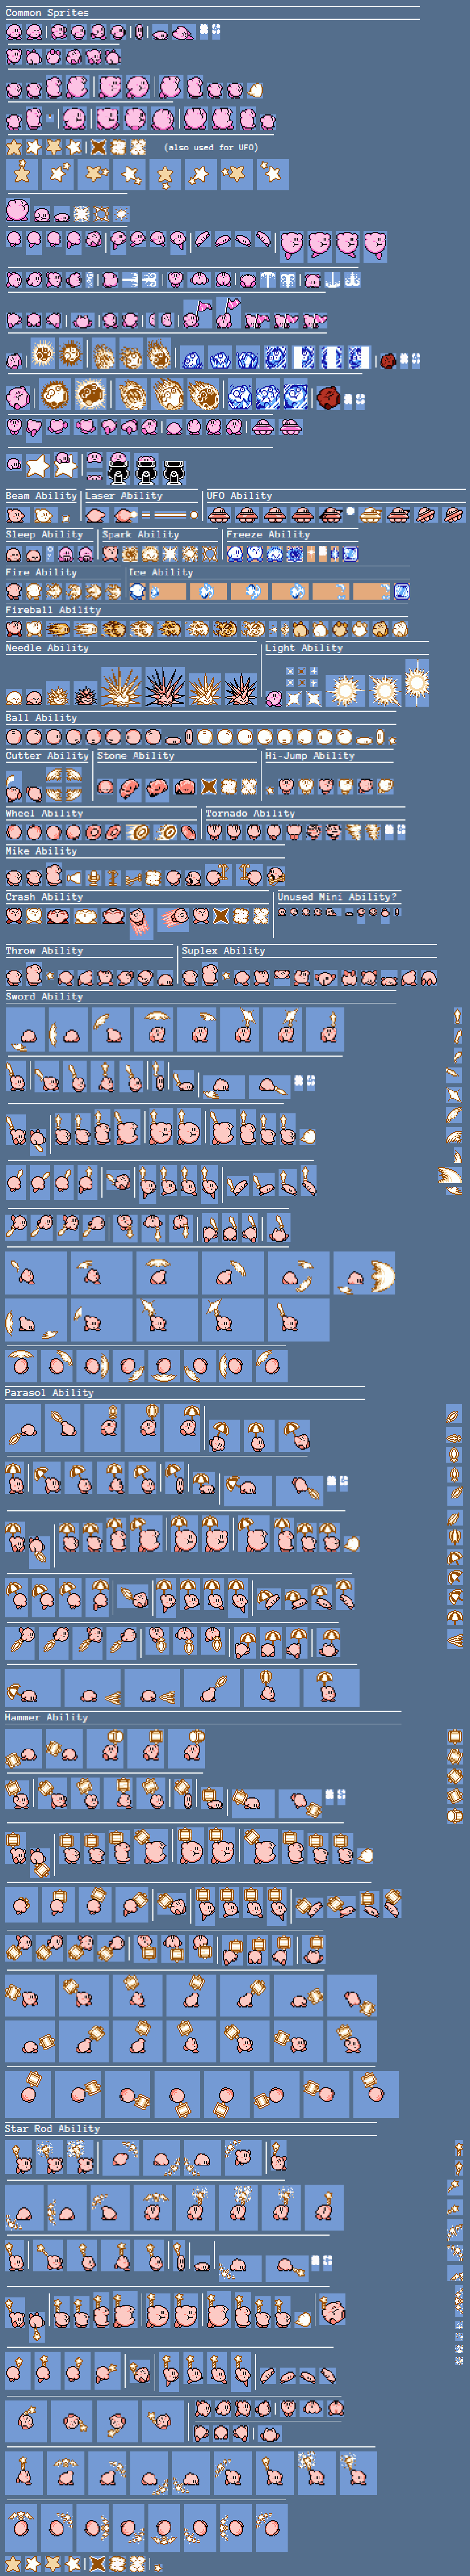 Common Sprites
(also used for UFO)
Beam Ability Laser Ability UFO Ability
Sleep Ability Spark Ability Freeze Ability
Fire Ability Ice Ability
Fireball Ability
Needle Ability Light Ability
Ball Ability
Cutter Ability Stone Ability Hi-Jump Ability
Wheel Ability Tornado Ability
Mike Ability
Crash Ability Unused Mini Ability?
Throw Ability Suplex Ability
Sword Ability
Parasol Ability
Hammer Ability
Star Rod Ability